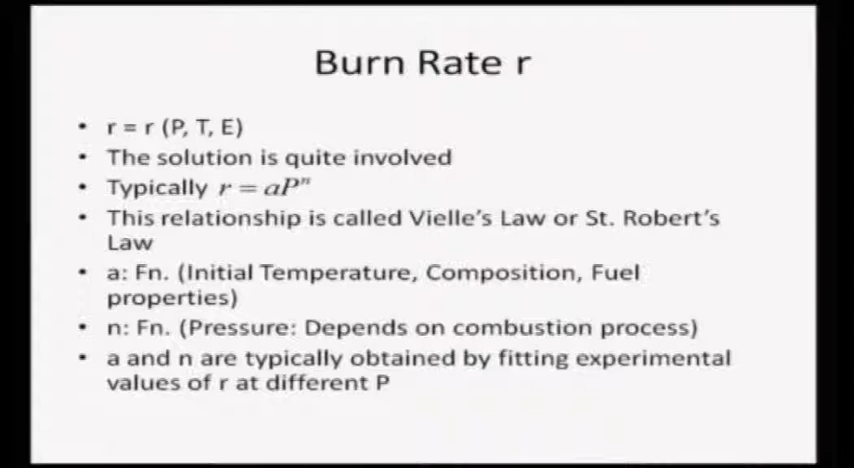 Burn Rate r
• r = r (P, T, E)
• The solution is quite involved
• Typically r = aPⁿ
• This relationship is called Vielle's Law or St. Robert's
Law
• a: Fn. (Initial Temperature, Composition, Fuel
properties)
• n: Fn. (Pressure: Depends on combustion process)
• a and n are typically obtained by fitting experimental
values of r at different P